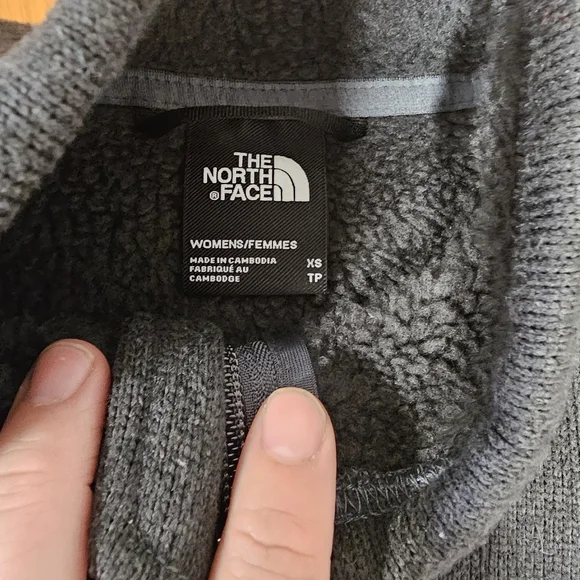 THE
NORTH
®FACE
WOMENS/FEMMES
MADE IN CAMBODIA
FABRIQUÉ AU
CAMBODGE
XS
TP